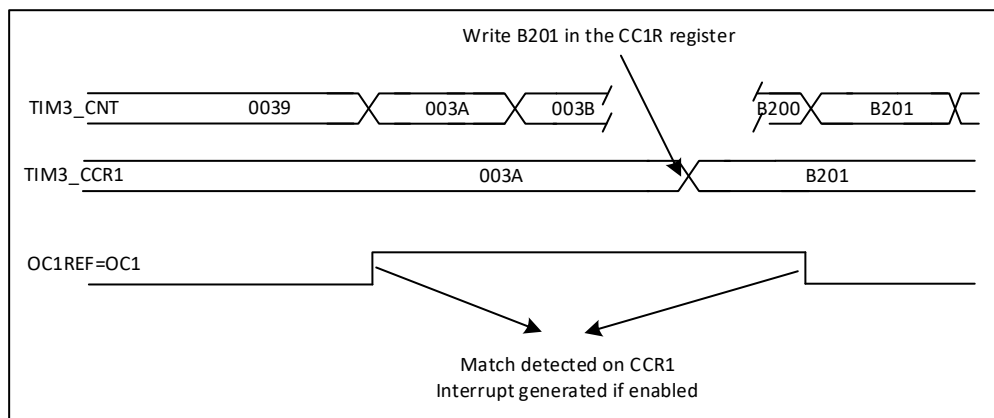 Write B201 in the CC1R register
TIM3_CNT 0039 003A 003B B200 B201
TIM3_CCR1 003A B201
OC1REF=OC1
Match detected on CCR1
Interrupt generated if enabled